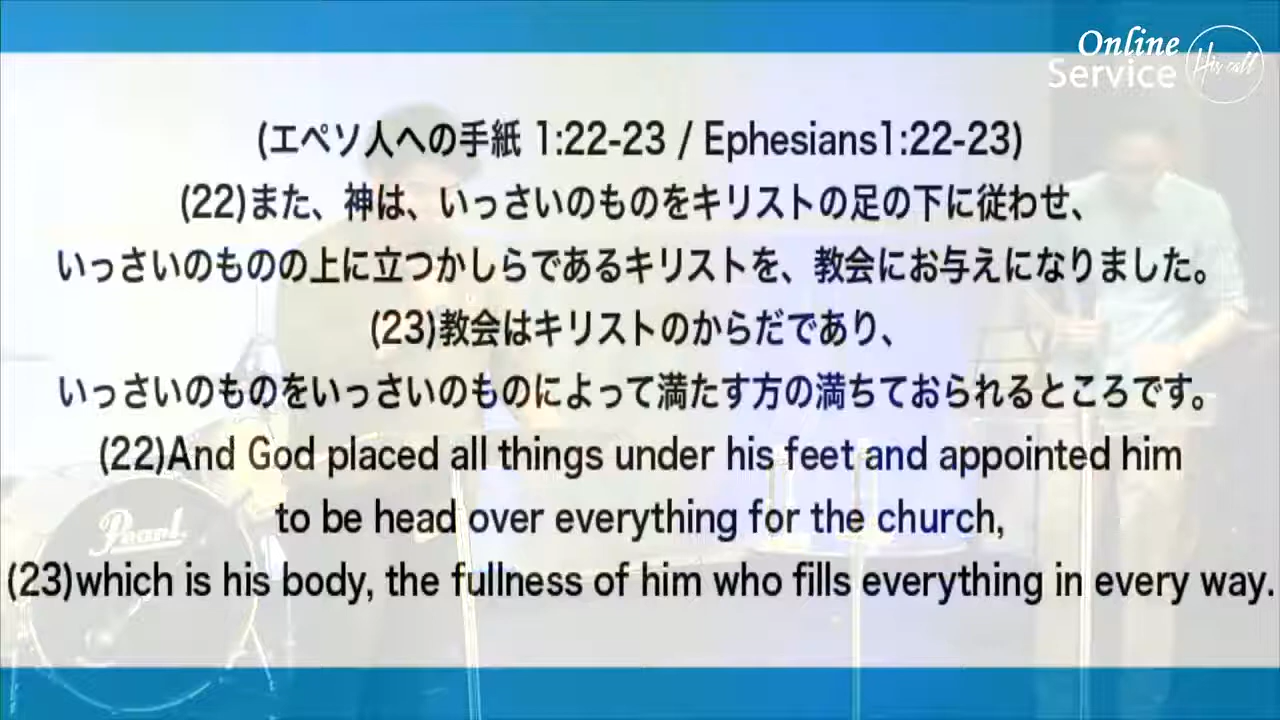 Online
Service
His call
(エペソ人への手紙 1:22-23 / Ephesians1:22-23)
(22)また、神は、いっさいのものをキリストの足の下に従わせ、
いっさいのものの上に立つかしらであるキリストを、教会にお与えになりました。
(23)教会はキリストのからだであり、
いっさいのものをいっさいのものによって満たす方の満ちておられるところです。
(22)And God placed all things under his feet and appointed him
to be head over everything for the church,
(23)which is his body, the fullness of him who fills everything in every way.
Pearl